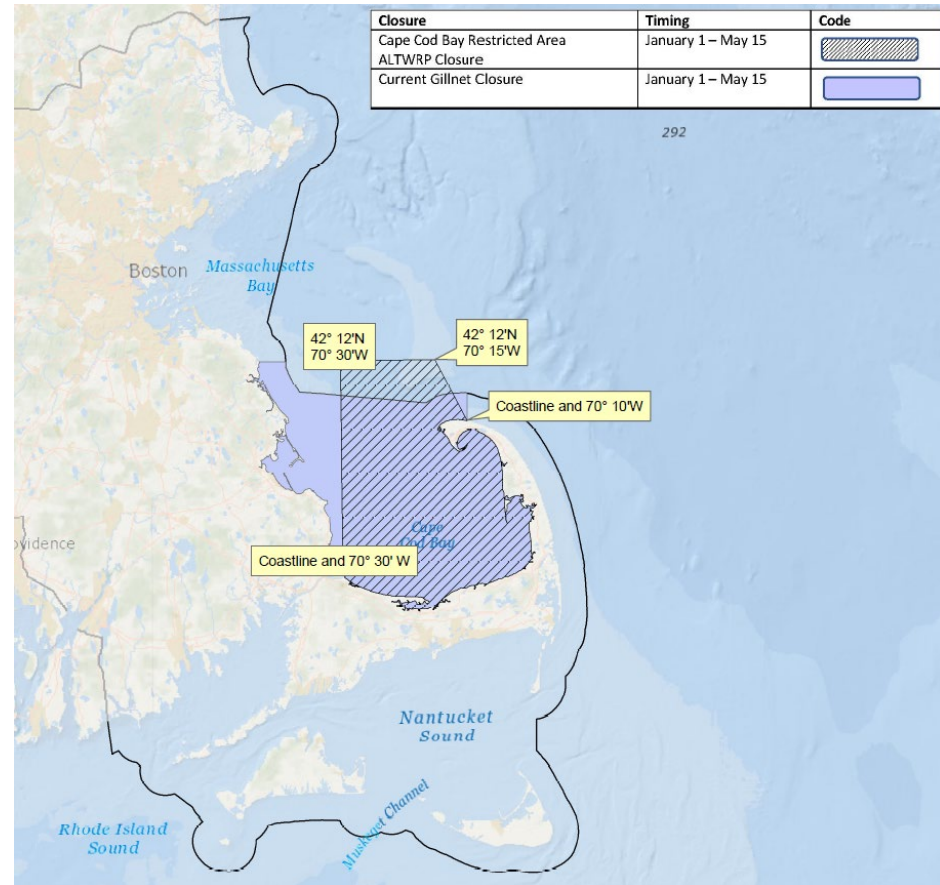 Closure Timing Code
Cape Cod Bay Restricted Area January 1 – May 15
ALTWRP Closure
Current Gillnet Closure January 1 – May 15
292
Boston
Massachusetts
Bay
42° 12'N
70° 30'W
42° 12'N
70° 15'W
Coastline and 70° 10'W
vidence
Cape
Cod Bay
Coastline and 70° 30' W
Nantucket
Sound
Muskeget Channel
Rhode Island
Sound